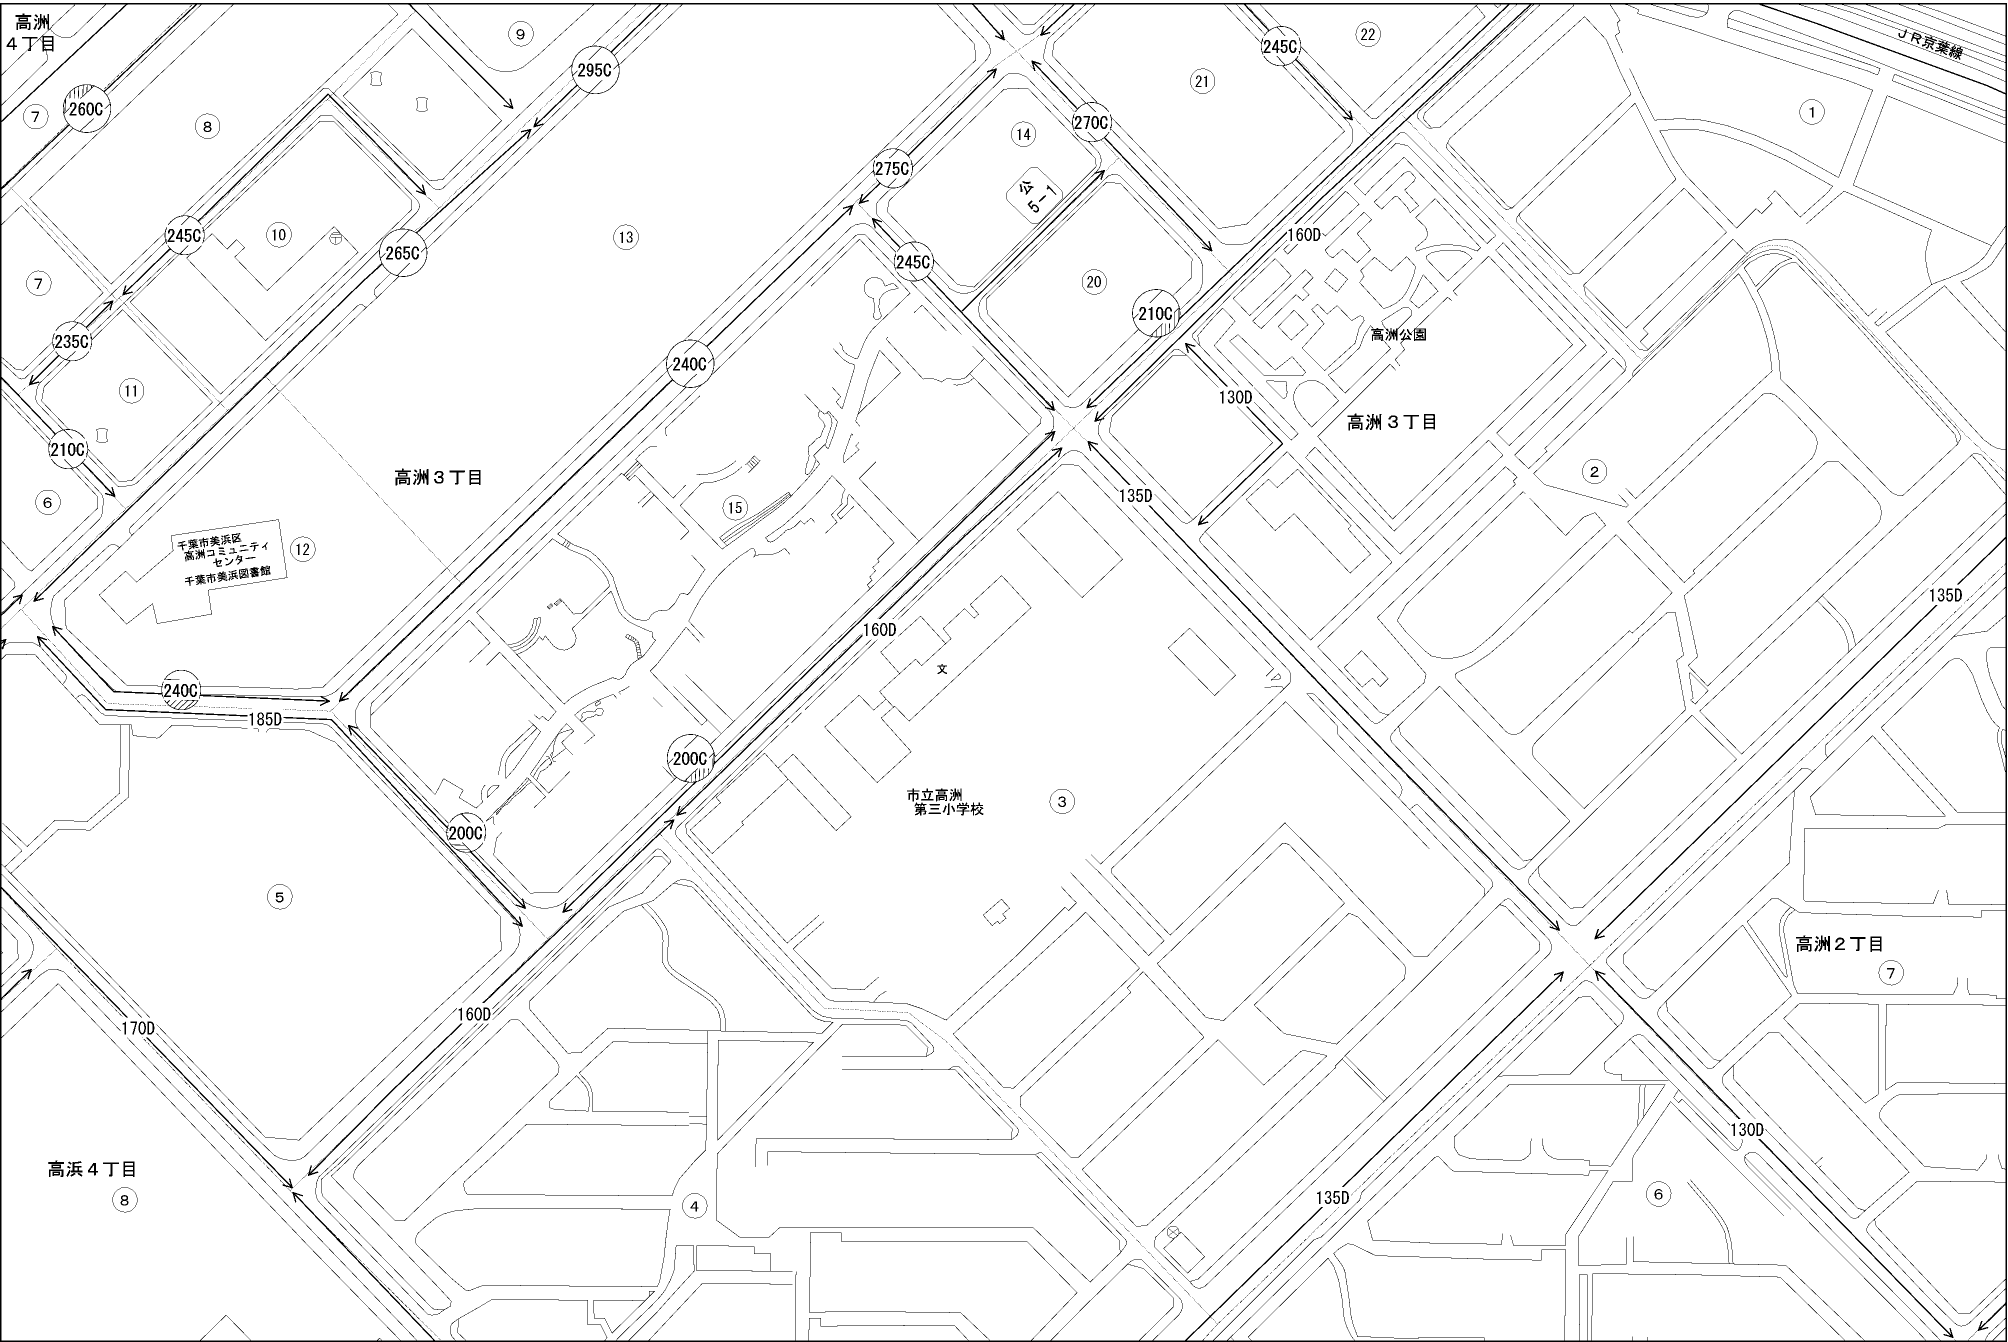 高洲
４丁目
9
22
245C
ＪＲ京葉線
295C
21
260C
7
8
14
270C
1
275C
公
5－1
245C
10
〒
265C
13
160D
245C
7
20
210C
235C
高洲公園
240C
11
130D
210C
高洲３丁目
高洲３丁目
2
6
15
135D
千葉市美浜区
高洲コミュニティ
センター
千葉市美浜図書館
12
135D
160D
文
240C
185D
200C
市立高洲
第三小学校
3
200C
5
高洲２丁目
7
160D
170D
130D
高浜４丁目
8
4
135D
6